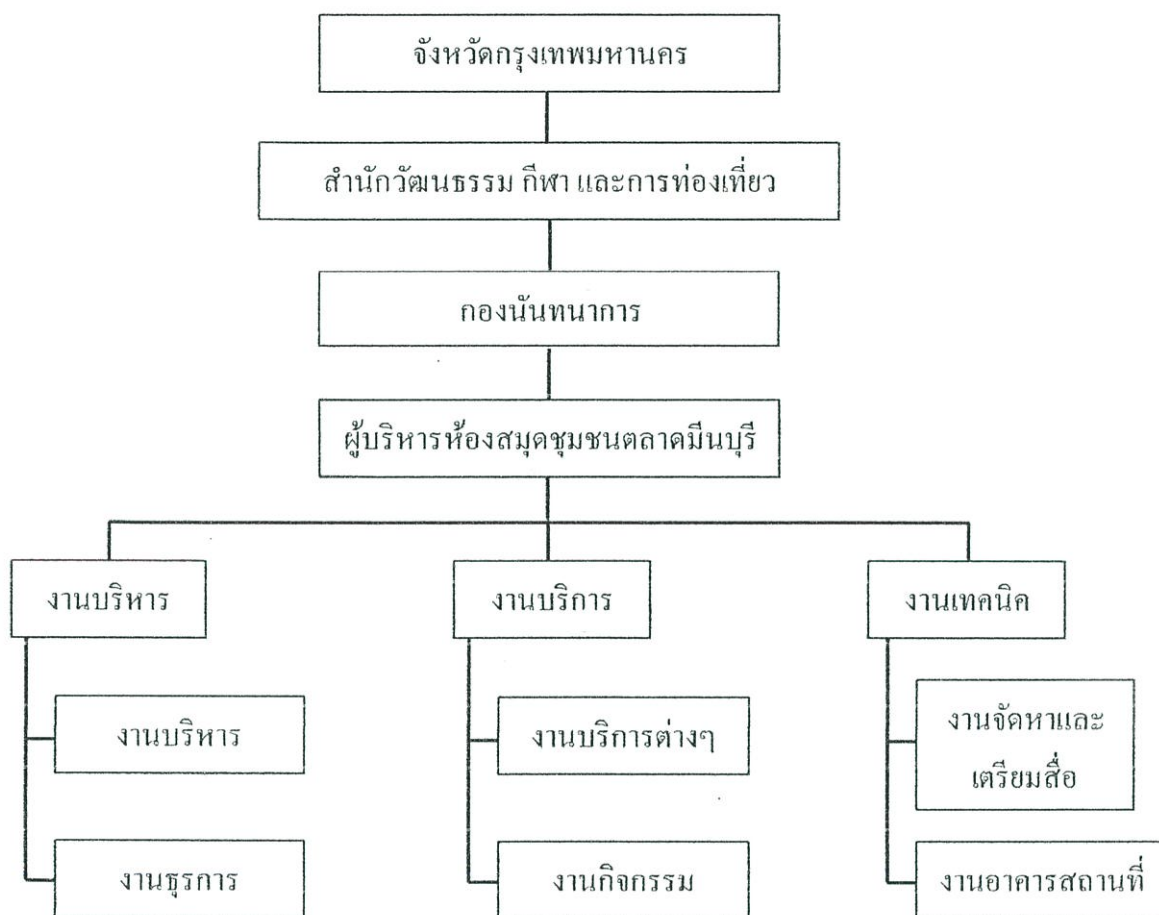 จังหวัดกรุงเทพมหานคร
สำนักวัฒนธรรม กีฬา และการท่องเที่ยว
กองนันทนาการ
ผู้บริหารห้องสมุดชุมชนตลาดมีนบุรี
งานบริหาร
งานบริการ
งานเทคนิค
งานบริหาร
งานบริการต่างๆ
งานจัดหาและ
เตรียมสื่อ
งานธุรการ
งานกิจกรรม
งานอาคารสถานที่